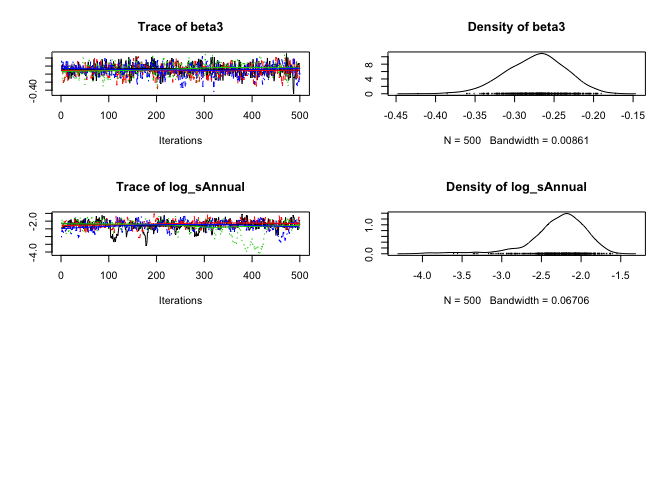 Trace of beta3
-0.40
0 100 200 300 400 500
Iterations
Density of beta3
0 4 8
-0.45 -0.40 -0.35 -0.30 -0.25 -0.20 -0.15
N = 500 Bandwidth = 0.00861
Trace of log_sAnnual
-4.0 -2.0
0 100 200 300 400 500
Iterations
Density of log_sAnnual
0.0 1.0
-4.0 -3.5 -3.0 -2.5 -2.0 -1.5
N = 500 Bandwidth = 0.06706